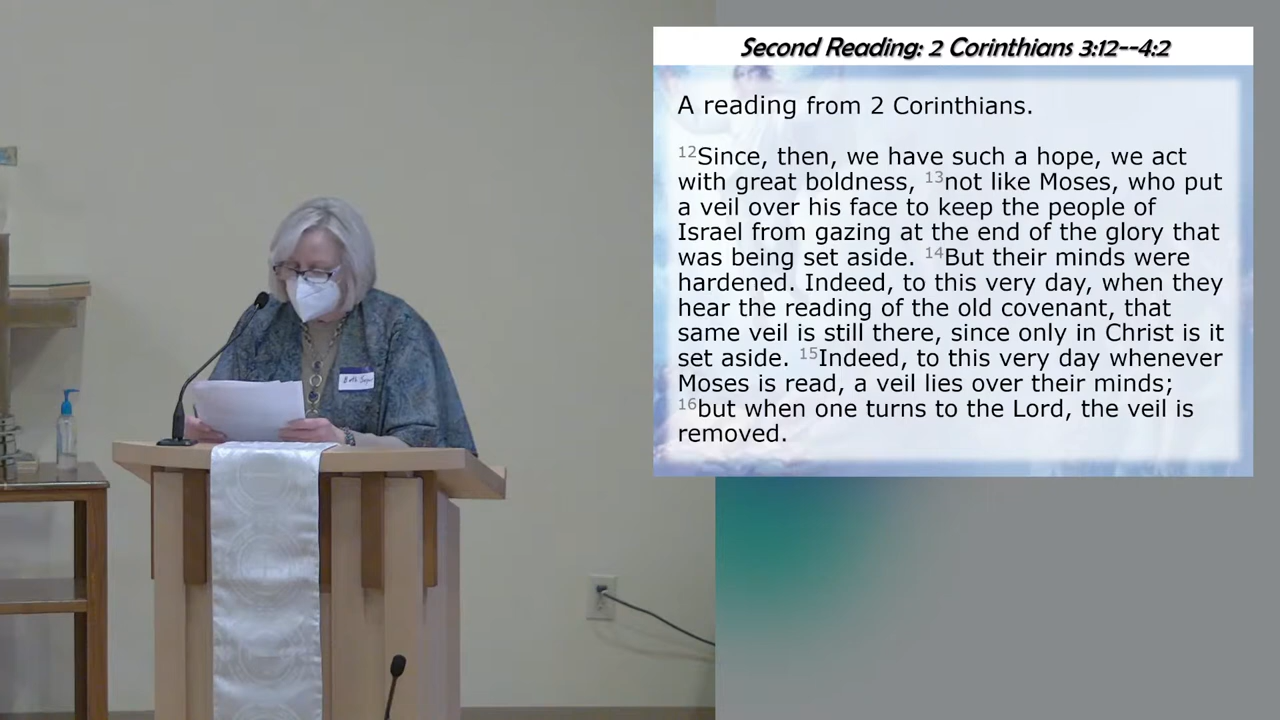 Second Reading: 2 Corinthians 3:12--4:2
A reading from 2 Corinthians.
12Since, then, we have such a hope, we act
with great boldness, 13not like Moses, who put
a veil over his face to keep the people of
Israel from gazing at the end of the glory that
was being set aside. 14But their minds were
hardened. Indeed, to this very day, when they
hear the reading of the old covenant, that
same veil is still there, since only in Christ is it
set aside. 15Indeed, to this very day whenever
Moses is read, a veil lies over their minds;
16but when one turns to the Lord, the veil is
removed.